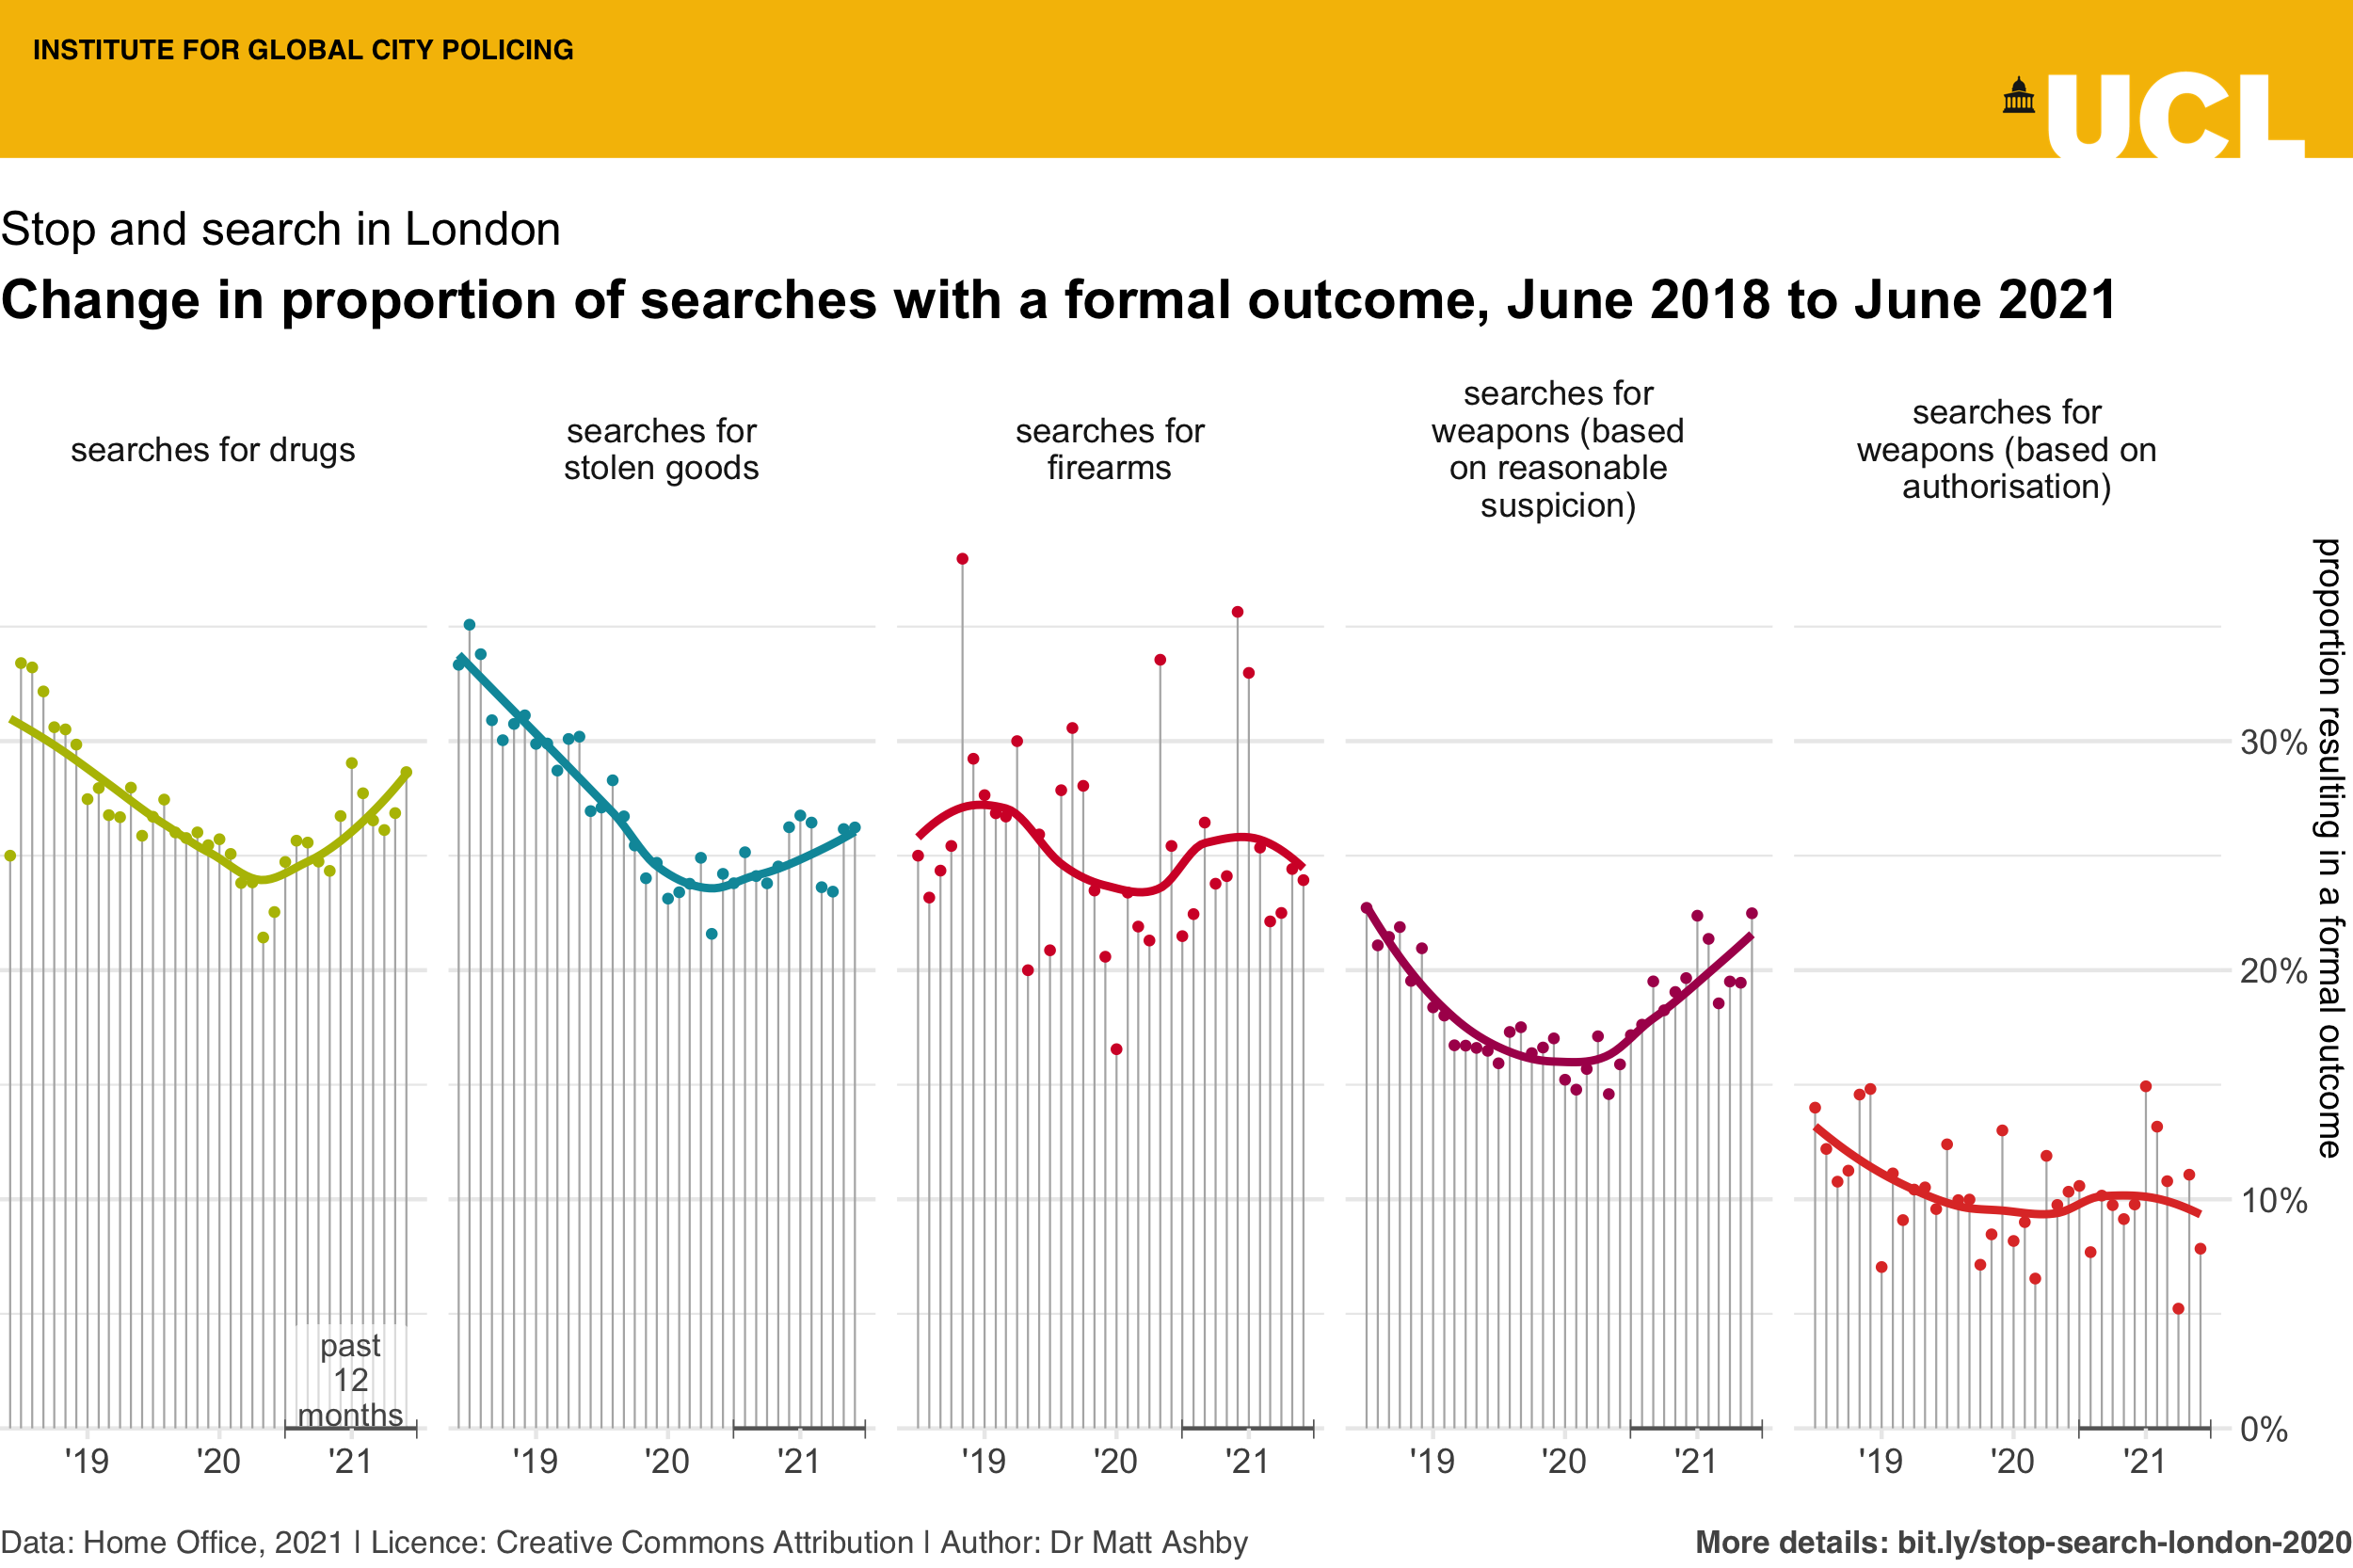 INSTITUTE FOR GLOBAL CITY POLICING
UCL
Stop and search in London
Change in proportion of searches with a formal outcome, June 2018 to June 2021
searches for drugs
searches for
stolen goods
searches for
firearms
searches for
weapons (based
on reasonable
suspicion)
searches for
weapons (based on
authorisation)
proportion resulting in a formal outcome
30%
20%
10%
0%
past
12
months
'19 '20 '21
'19 '20 '21
'19 '20 '21
'19 '20 '21
'19 '20 '21
Data: Home Office, 2021 | Licence: Creative Commons Attribution | Author: Dr Matt Ashby
More details: bit.ly/stop-search-london-2020